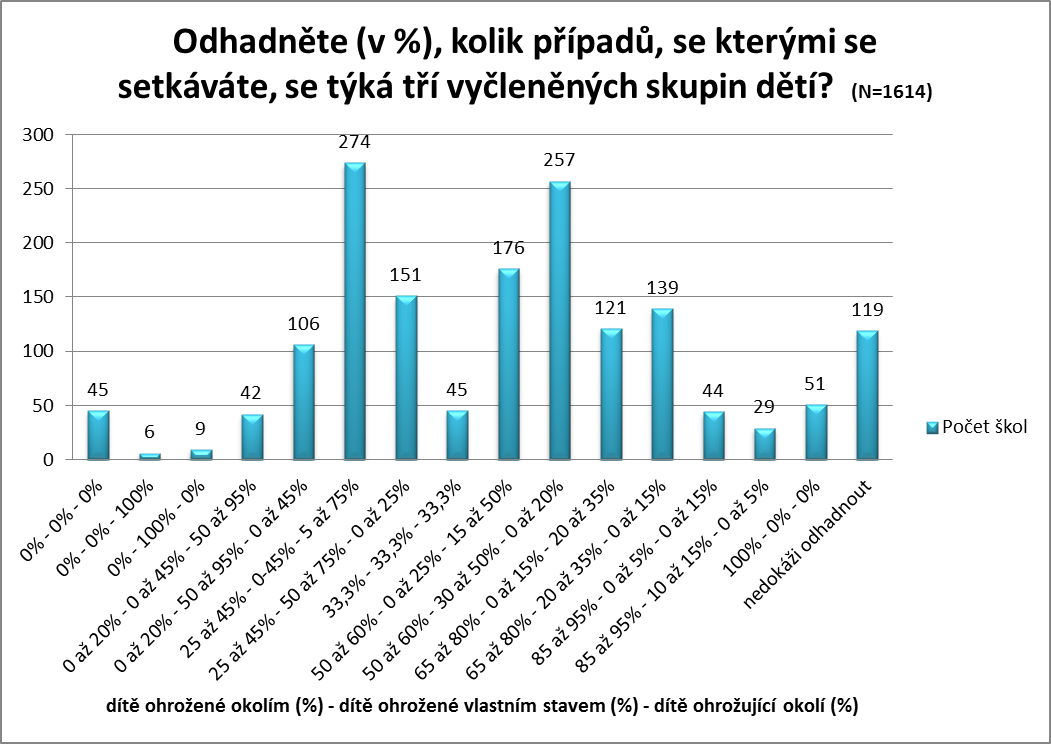 Odhadněte (v %), kolik případů, se kterými se
setkáváte, se týká tří vyčleněných skupin dětí? (N=1614)
300
250
200
150
100
50
0
45
6
9
42
106
274
151
45
176
257
121
139
44
29
51
119
Počet škol
0% - 0% - 0%
0% - 0% - 100%
0% - 100% - 0%
0 až 20% - 0 až 45% - 50 až 95%
0 až 20% - 50 až 95% - 0 až 45%
25 až 45% - 0-45% - 5 až 75%
25 až 45% - 50 až 75% - 0 až 25%
33,3% - 33,3% - 33,3%
50 až 60% - 0 až 25% - 15 až 50%
50 až 60% - 30 až 50% - 0 až 20%
65 až 80% - 0 až 15% - 20 až 35%
65 až 80% - 20 až 35% - 0 až 15%
85 až 95% - 0 až 5% - 0 až 15%
85 až 95% - 10 až 15% - 0 až 5%
100% - 0% - 0%
nedokáži odhadnout
dítě ohrožené okolím (%) - dítě ohrožené vlastním stavem (%) - dítě ohrožující okolí (%)